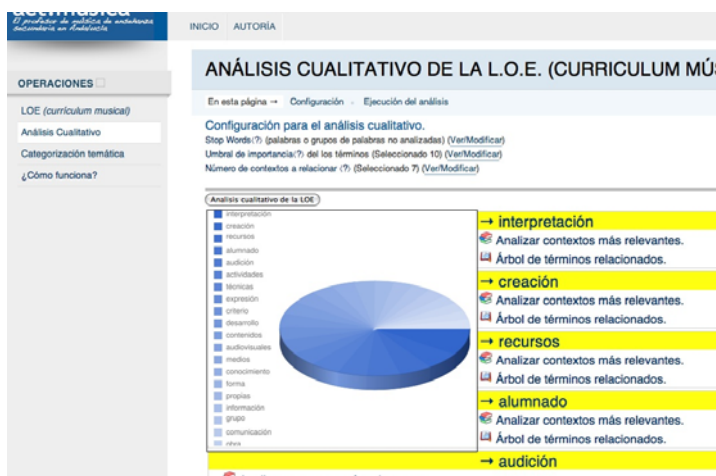 act.música
El profesor de música de enseñanza
secundaria en Andalucía
INICIO AUTORÍA
OPERACIONES
LOE (currículum musical)
Análisis Cualitativo
Categorización temática
¿Cómo funciona?
ANÁLISIS CUALITATIVO DE LA L.O.E. (CURRICULUM MÚS
En esta página → Configuración Ejecución del análisis
Configuración para el análisis cualitativo.
Stop Words(?) (palabras o grupos de palabras no analizadas) (Ver/Modificar)
Umbral de importancia(?) del los términos (Seleccionado 10) (Ver/Modificar)
Número de contextos a relacionar (?) (Seleccionado 7) (Ver/Modificar)
Analisis cualitativo de la LOE
interpretación
creación
recursos
alumnado
audición
actividades
técnicas
expresión
criterio
desarrollo
contenidos
audiovisuales
medios
conocimiento
forma
propias
información
grupo
comunicación
obra
→ interpretación
Analizar contextos más relevantes.
Árbol de términos relacionados.
→ creación
Analizar contextos más relevantes.
Árbol de términos relacionados.
→ recursos
Analizar contextos más relevantes.
Árbol de términos relacionados.
→ alumnado
Analizar contextos más relevantes.
Árbol de términos relacionados.
→ audición